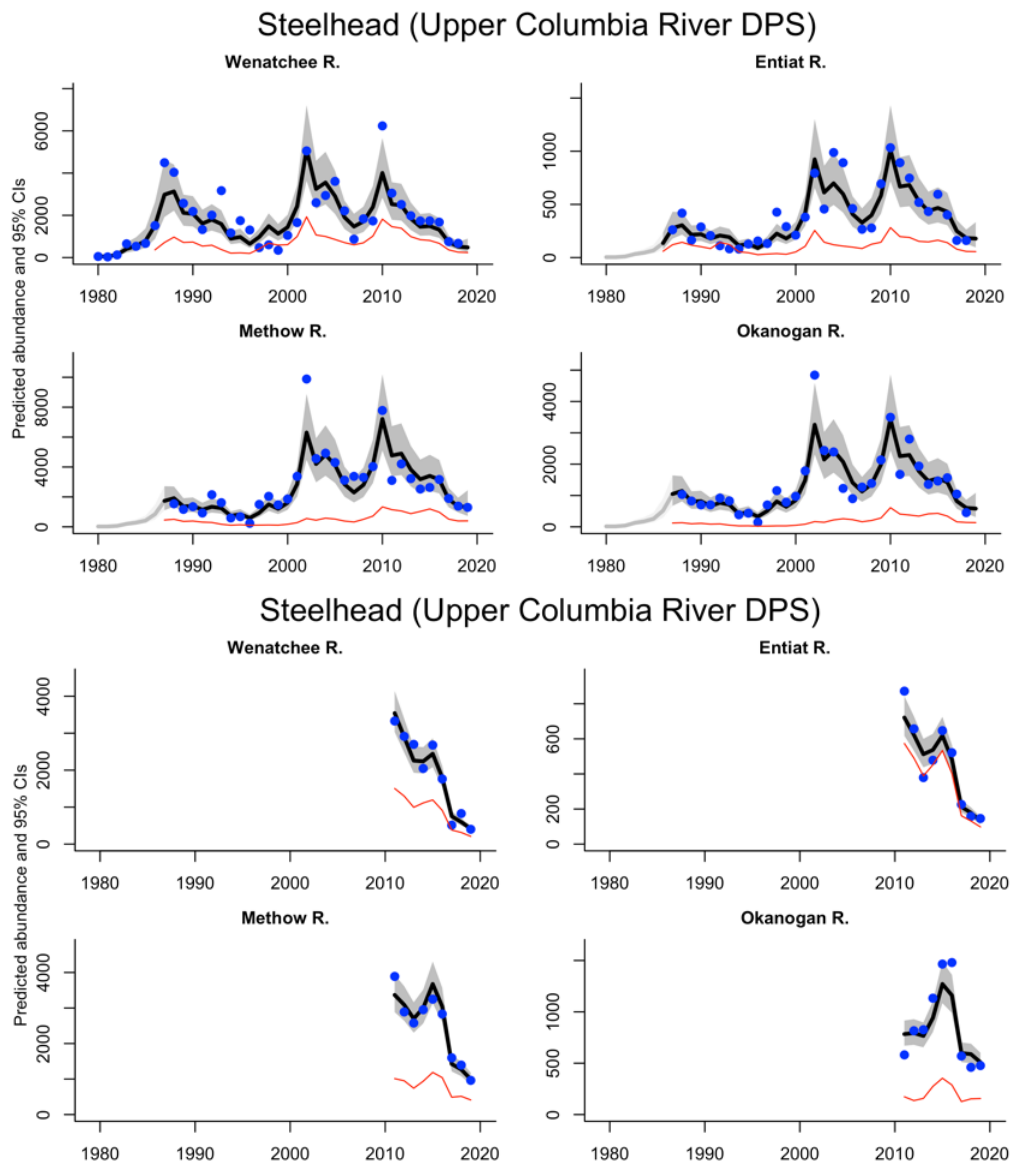 Steelhead (Upper Columbia River DPS)
Wenatchee R.
Entiat R.
Predicted abundance and 95% CIs
0 2000 4000 6000
1980 1990 2000 2010 2020
0 500 1000
1980 1990 2000 2010 2020
Methow R.
Okanogan R.
0 4000 8000
1980 1990 2000 2010 2020
0 2000 4000
1980 1990 2000 2010 2020
Steelhead (Upper Columbia River DPS)
Wenatchee R.
Entiat R.
Predicted abundance and 95% CIs
0 2000 4000
1980 1990 2000 2010 2020
0 200 600
1980 1990 2000 2010 2020
Methow R.
Okanogan R.
0 2000 4000
1980 1990 2000 2010 2020
0 500 1000
1980 1990 2000 2010 2020